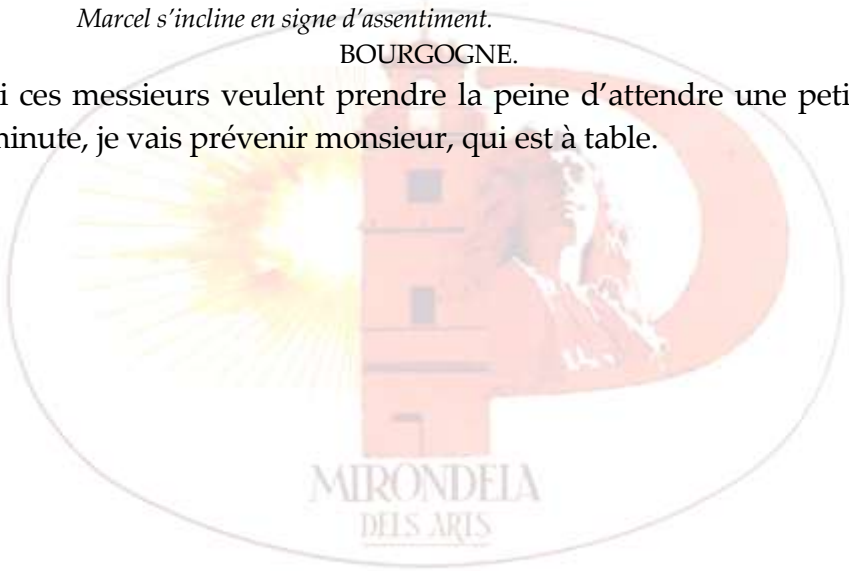 Marcel s’incline en signe d’assentiment.
BOURGOGNE.
i ces messieurs veulent prendre la peine d’attendre une peti
minute, je vais prévenir monsieur, qui est à table.
MIRONDELA
DELS ARTS